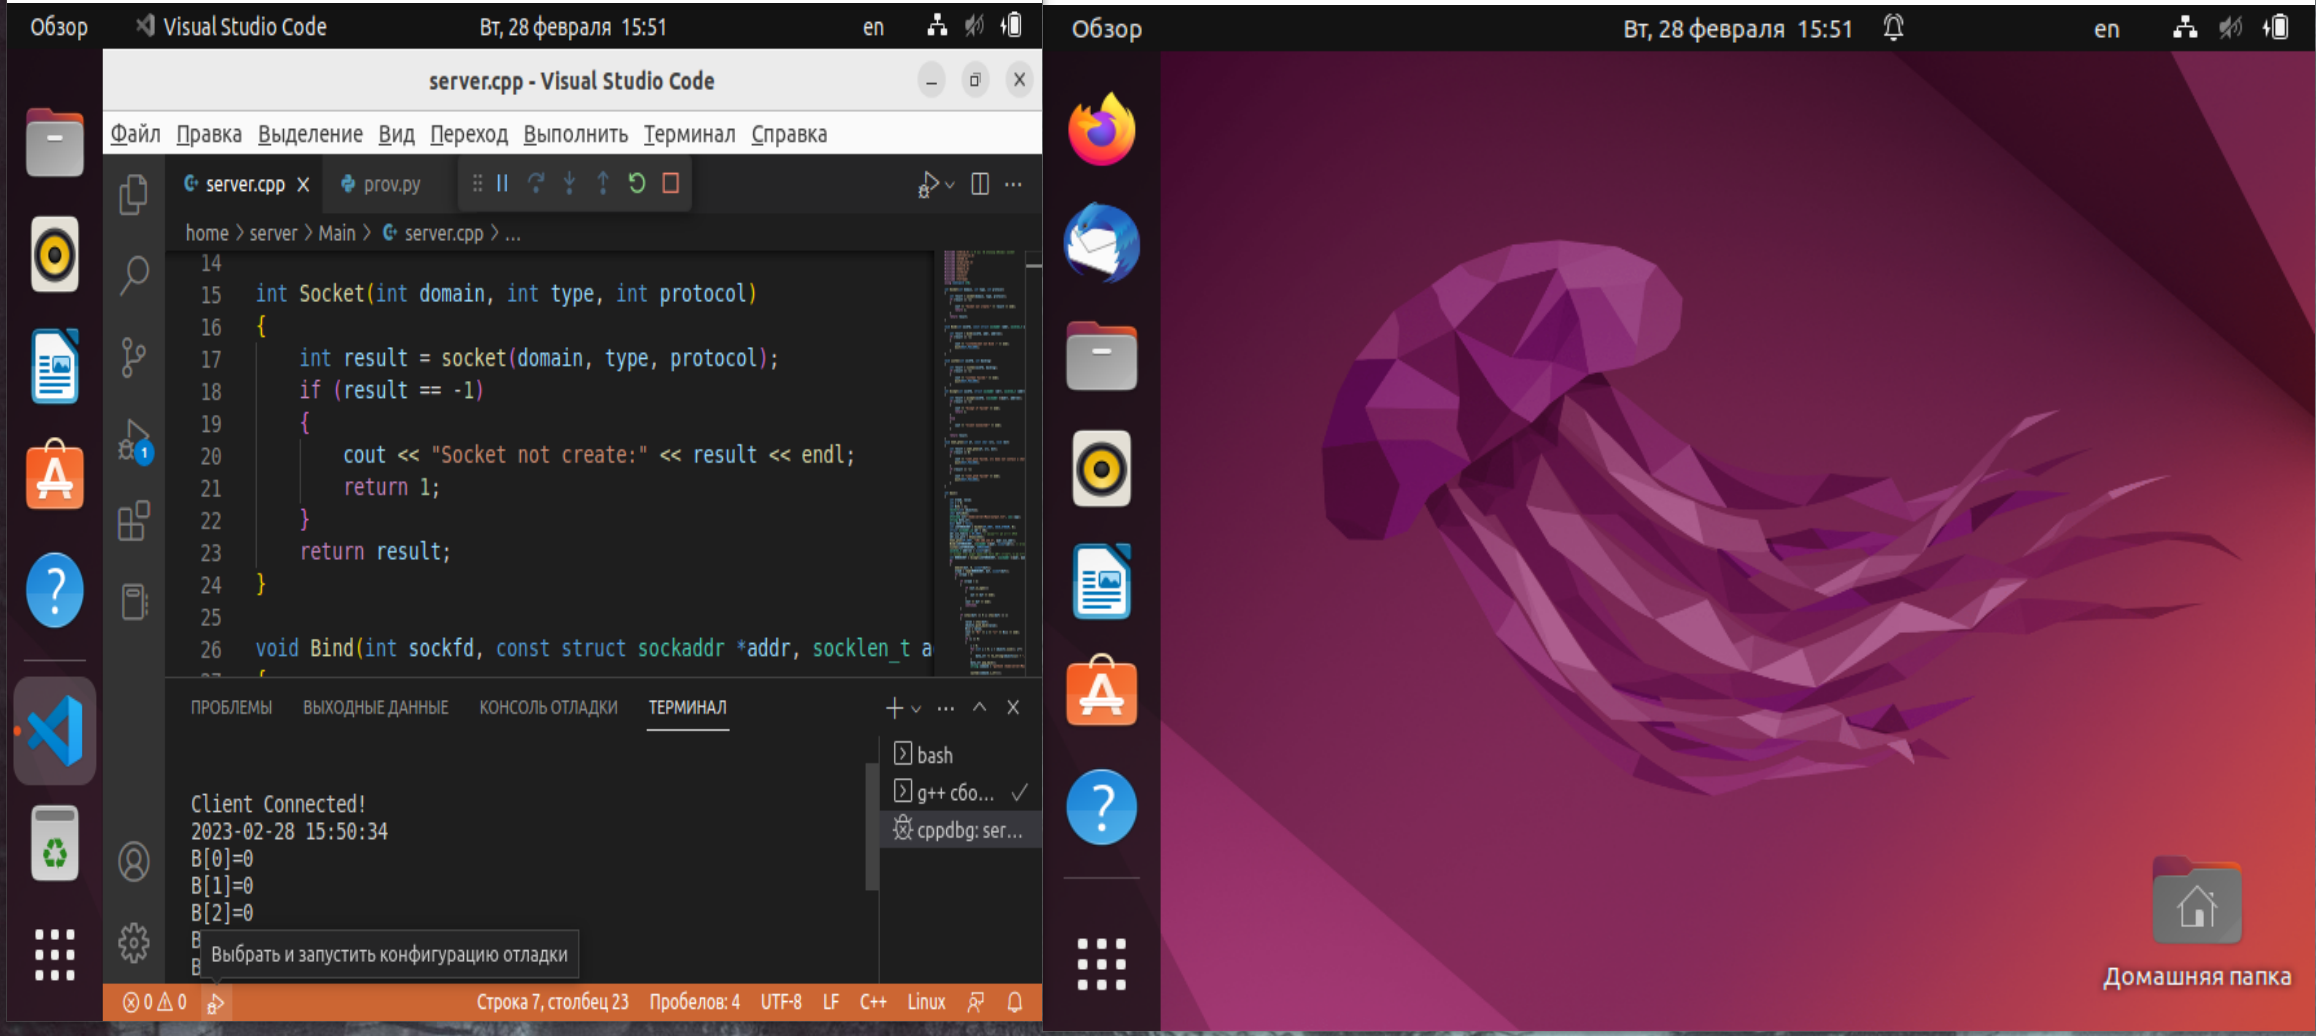 Обзор
Visual Studio Code
Вт, 28 февраля 15:51
en
server.cpp - Visual Studio Code
Файл Правка Выделение Вид Переход Выполнить Терминал Справка
server.cpp
prov.py
home > server > Main > server.cpp > ...
14
15 int Socket(int domain, int type, int protocol)
16 {
17 int result = socket(domain, type, protocol);
18 if (result == -1)
19 {
20 cout << "Socket not create:" << result << endl;
21 return 1;
22 }
23 return result;
24 }
25
26 void Bind(int sockfd, const struct sockaddr *addr, socklen_t a
{
1
ПРОБЛЕМЫ ВЫХОДНЫЕ ДАННЫЕ КОНСОЛЬ ОТЛАДКИ ТЕРМИНАЛ
bash
g++ сбо...
cppdbg: ser...
Client Connected!
2023-02-28 15:50:34
B[0]=0
B[1]=0
B[2]=0
B
B
Выбрать и запустить конфигурацию отладки
0 0
Строка 7, столбец 23 Пробелов: 4 UTF-8 LF C++ Linux
Обзор
Вт, 28 февраля 15:51
en
Домашняя папка